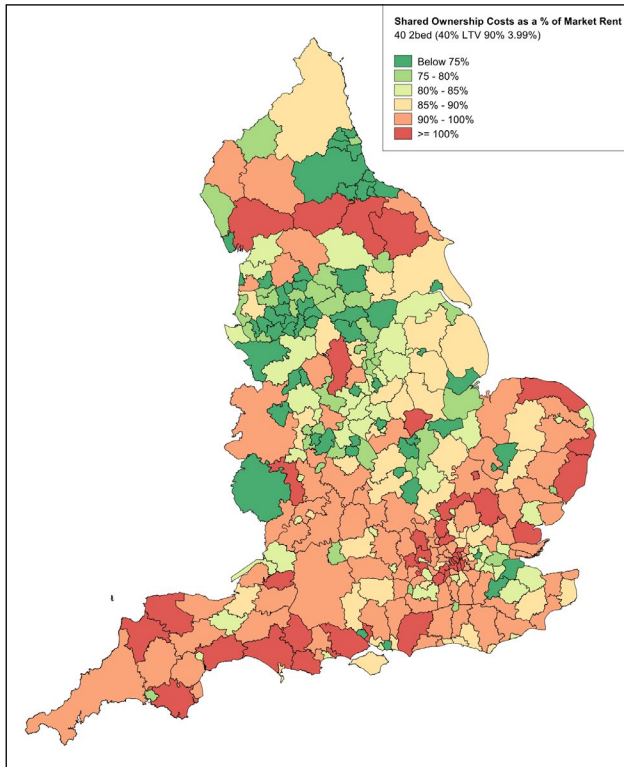 Shared Ownership Costs as a % of Market Rent
40 2bed (40% LTV 90% 3.99%)
Below 75%
75 - 80%
80% - 85%
85% - 90%
90% - 100%
>= 100%